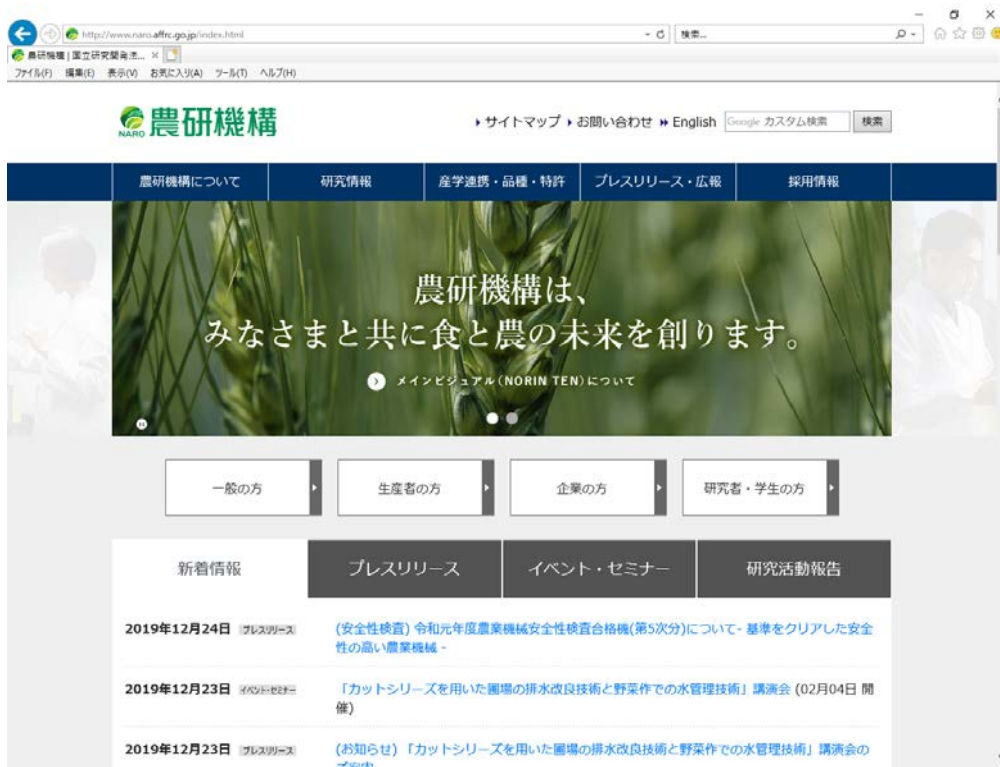 http://www.naro.affrc.go.jp/index.html
検索...
農研機構 | 国立研究開発法...
ファイル(F) 編集(E) 表示(V) お気に入り(A) ツール(T) ヘルプ(H)
NARO 農研機構
サイトマップ お問い合わせ English Google カスタム検索 検索
農研機構について 研究情報 産学連携・品種・特許 プレスリリース・広報 採用情報
農研機構は、
みなさまと共に食と農の未来を創ります。
メインビジュアル(NORIN TEN)について
一般の方 生産者の方 企業の方 研究者・学生の方
新着情報 プレスリリース イベント・セミナー 研究活動報告
2019年12月24日 プレスリリース (安全性検査) 令和元年度農業機械安全性検査合格機(第5次分)について- 基準をクリアした安全
性の高い農業機械 -
2019年12月23日 イベント・セミナー 「カットシリーズを用いた圃場の排水改良技術と野菜作での水管理技術」講演会 (02月04日 開
催)
2019年12月23日 プレスリリース (お知らせ) 「カットシリーズを用いた圃場の排水改良技術と野菜作での水管理技術」講演会の